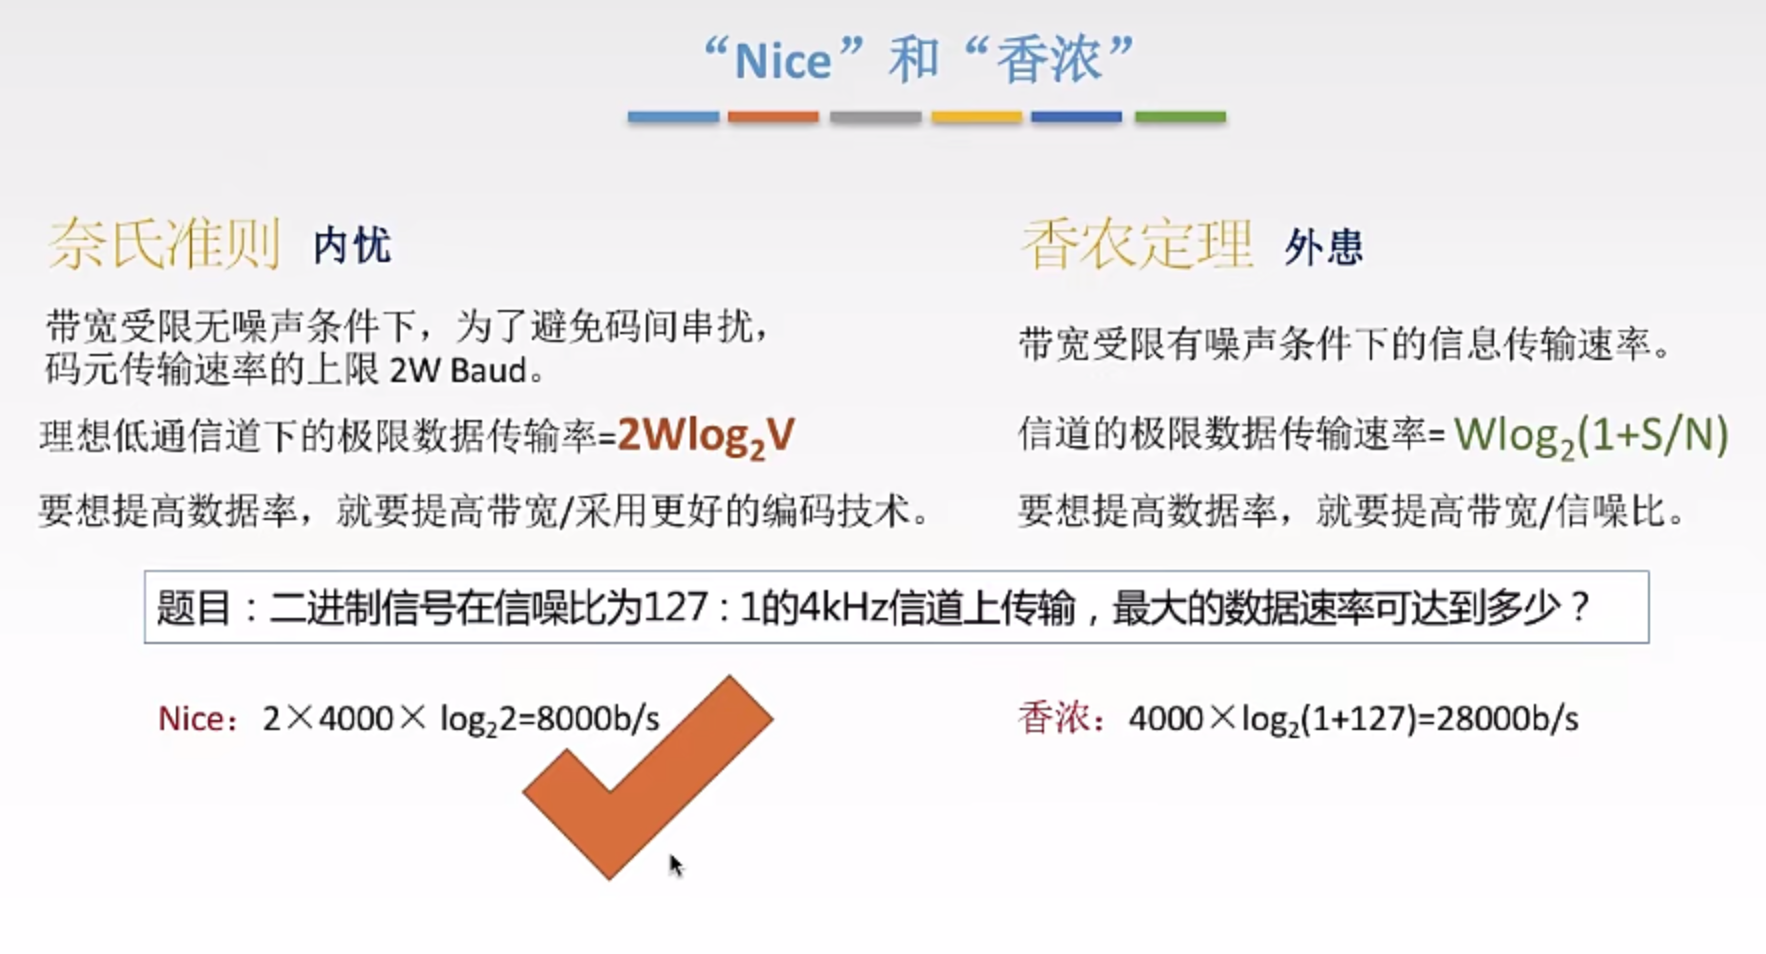 “Nice”和“香浓”
奈氏准则 内忧
带宽受限无噪声条件下，为了避免码间串扰，
码元传输速率的上限 2W Baud。
理想低通信道下的极限数据传输率=2Wlog₂V
要想提高数据率，就要提高带宽/采用更好的编码技术。
香农定理 外患
带宽受限有噪声条件下的信息传输速率。
信道的极限数据传输速率= Wlog₂(1+S/N)
要想提高数据率，就要提高带宽/信噪比。
题目：二进制信号在信噪比为127：1的4kHz信道上传输，最大的数据速率可达到多少？
Nice：2×4000× log₂2=8000b/s
香浓：4000×log₂(1+127)=28000b/s